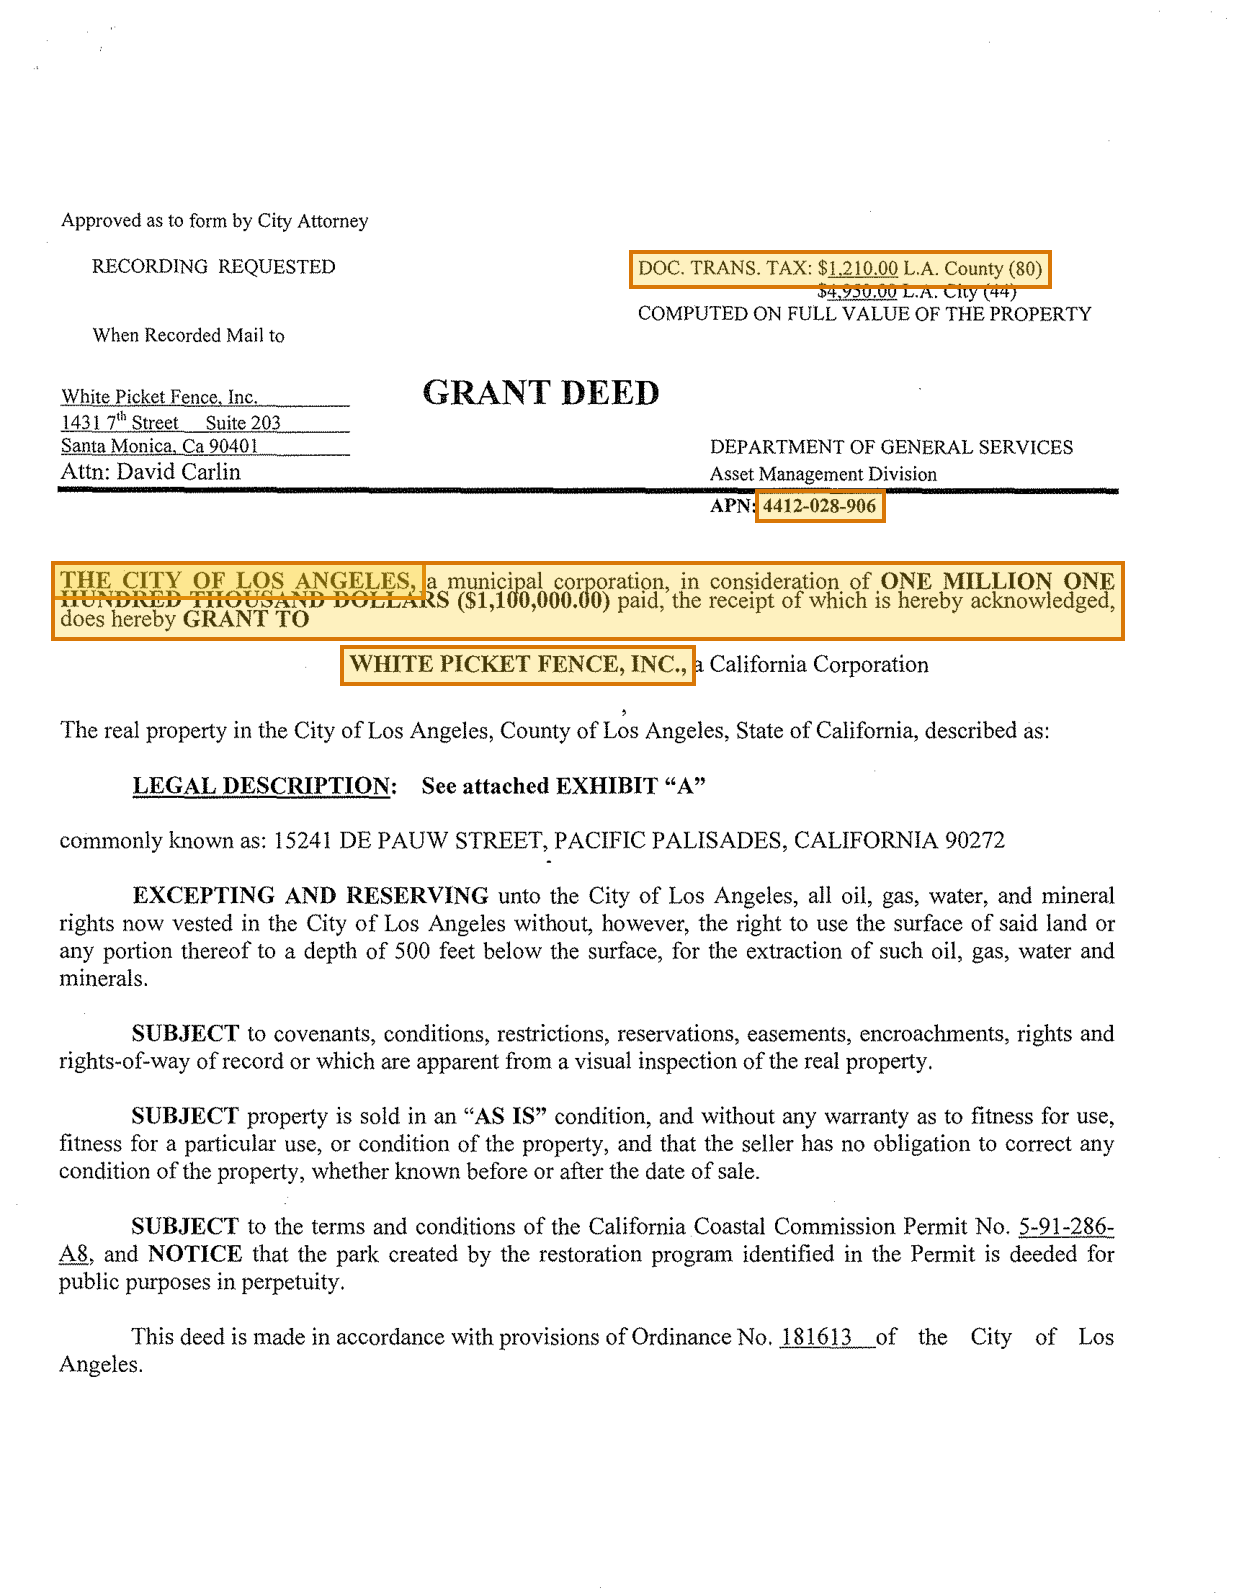 Approved as to form by City Attorney
RECORDING REQUESTED
DOC. TRANS. TAX: $1,210.00 L.A. County (80)
$4,950.00 L.A. City (44)
COMPUTED ON FULL VALUE OF THE PROPERTY
When Recorded Mail to
White Picket Fence, Inc.
1431 7th Street Suite 203
Santa Monica, Ca 90401
Attn: David Carlin
GRANT DEED
DEPARTMENT OF GENERAL SERVICES
Asset Management Division
APN: 4412-028-906
THE CITY OF LOS ANGELES, a municipal corporation, in consideration of ONE MILLION ONE
HUNDRED THOUSAND DOLLARS ($1,100,000.00) paid, the receipt of which is hereby acknowledged,
does hereby GRANT TO
WHITE PICKET FENCE, INC., a California Corporation
The real property in the City of Los Angeles, County of Los Angeles, State of California, described as:
LEGAL DESCRIPTION: See attached EXHIBIT “A”
commonly known as: 15241 DE PAUW STREET, PACIFIC PALISADES, CALIFORNIA 90272
EXCEPTING AND RESERVING unto the City of Los Angeles, all oil, gas, water, and mineral
rights now vested in the City of Los Angeles without, however, the right to use the surface of said land or
any portion thereof to a depth of 500 feet below the surface, for the extraction of such oil, gas, water and
minerals.
SUBJECT to covenants, conditions, restrictions, reservations, easements, encroachments, rights and
rights-of-way of record or which are apparent from a visual inspection of the real property.
SUBJECT property is sold in an “AS IS” condition, and without any warranty as to fitness for use,
fitness for a particular use, or condition of the property, and that the seller has no obligation to correct any
condition of the property, whether known before or after the date of sale.
SUBJECT to the terms and conditions of the California Coastal Commission Permit No. 5-91-286-
A8, and NOTICE that the park created by the restoration program identified in the Permit is deeded for
public purposes in perpetuity.
This deed is made in accordance with provisions of Ordinance No. 181613 of the City of Los
Angeles.